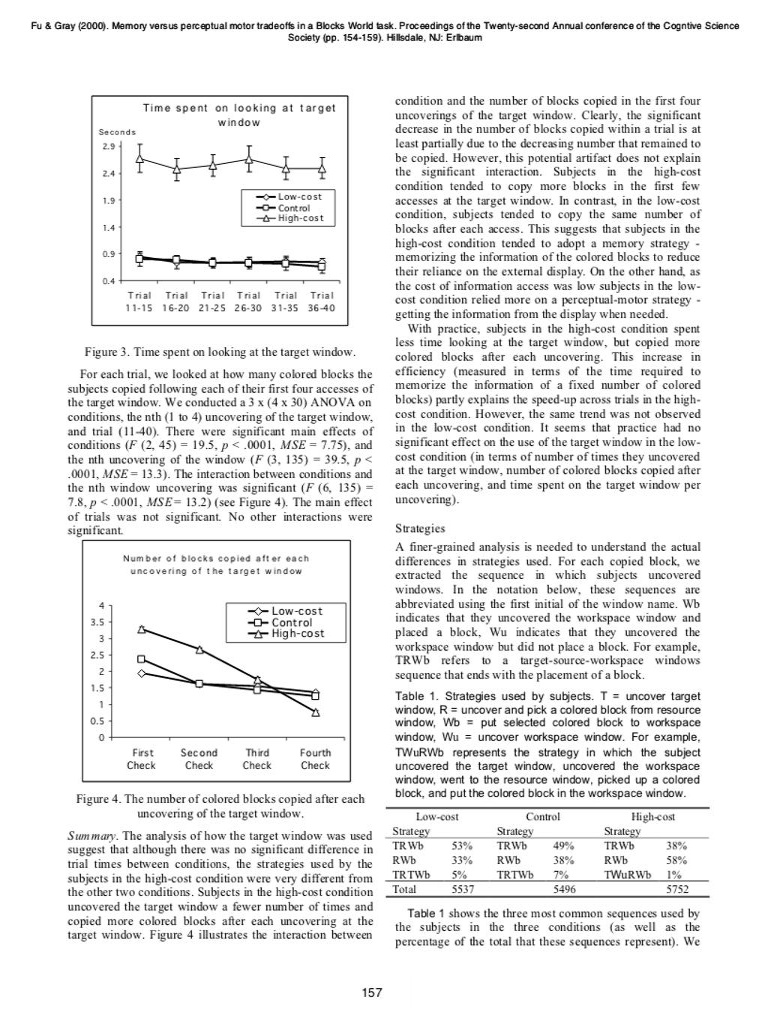 Fu & Gray (2000). Memory versus perceptual motor tradeoffs in a Blocks World task. Proceedings of the Twenty-second Annual conference of the Cogntive Science
Society (pp. 154-159). Hillsdale, NJ: Erlbaum
Time spent on looking at target
window
Seconds
2.9
2.4
1.9
1.4
0.9
0.4
Low-cost
Control
High-cost
Trial Trial Trial Trial Trial Trial
11-15 16-20 21-25 26-30 31-35 36-40
Figure 3. Time spent on looking at the target window.
For each trial, we looked at how many colored blocks the
subjects copied following each of their first four accesses of
the target window. We conducted a 3 x (4 x 30) ANOVA on
conditions, the nth (1 to 4) uncovering of the target window,
and trial (11-40). There were significant main effects of
conditions (F (2, 45) = 19.5, p < .0001, MSE = 7.75), and
the nth uncovering of the window (F (3, 135) = 39.5, p <
.0001, MSE = 13.3). The interaction between conditions and
the nth window uncovering was significant (F (6, 135) =
7.8, p < .0001, MSE = 13.2) (see Figure 4). The main effect
of trials was not significant. No other interactions were
significant.
Number of blocks copied after each
uncovering of the target window
4
3.5
3
2.5
2
1.5
1
0.5
0
Low-cost
Control
High-cost
First Second Third Fourth
Check Check Check Check
Figure 4. The number of colored blocks copied after each
uncovering of the target window.
Summary. The analysis of how the target window was used
suggest that although there was no significant difference in
trial times between conditions, the strategies used by the
subjects in the high-cost condition were very different from
the other two conditions. Subjects in the high-cost condition
uncovered the target window a fewer number of times and
copied more colored blocks after each uncovering at the
target window. Figure 4 illustrates the interaction between
condition and the number of blocks copied in the first four
uncoverings of the target window. Clearly, the significant
decrease in the number of blocks copied within a trial is at
least partially due to the decreasing number that remained to
be copied. However, this potential artifact does not explain
the significant interaction. Subjects in the high-cost
condition tended to copy more blocks in the first few
accesses at the target window. In contrast, in the low-cost
condition, subjects tended to copy the same number of
blocks after each access. This suggests that subjects in the
high-cost condition tended to adopt a memory strategy -
memorizing the information of the colored blocks to reduce
their reliance on the external display. On the other hand, as
the cost of information access was low subjects in the low-
cost condition relied more on a perceptual-motor strategy -
getting the information from the display when needed.
With practice, subjects in the high-cost condition spent
less time looking at the target window, but copied more
colored blocks after each uncovering. This increase in
efficiency (measured in terms of the time required to
memorize the information of a fixed number of colored
blocks) partly explains the speed-up across trials in the high-
cost condition. However, the same trend was not observed
in the low-cost condition. It seems that practice had no
significant effect on the use of the target window in the low-
cost condition (in terms of number of times they uncovered
at the target window, number of colored blocks copied after
each uncovering, and time spent on the target window per
uncovering).
Strategies
A finer-grained analysis is needed to understand the actual
differences in strategies used. For each copied block, we
extracted the sequence in which subjects uncovered
windows. In the notation below, these sequences are
abbreviated using the first initial of the window name. Wb
indicates that they uncovered the workspace window and
placed a block, Wu indicates that they uncovered the
workspace window but did not place a block. For example,
TRWb refers to a target-source-workspace windows
sequence that ends with the placement of a block.
Table 1. Strategies used by subjects. T = uncover target
window, R = uncover and pick a colored block from resource
window, Wb = put selected colored block to workspace
window, Wu = uncover workspace window. For example,
TWuRWb represents the strategy in which the subject
uncovered the target window, uncovered the workspace
window, went to the resource window, picked up a colored
block, and put the colored block in the workspace window.
Low-cost Control High-cost
Strategy Strategy Strategy
TRWb 53% TRWb 49% TRWb 38%
RWb 33% RWb 38% RWb 58%
TRTWb 5% TRTWb 7% TWuRWb 1%
Total 5537 5496 5752
Table 1 shows the three most common sequences used by
the subjects in the three conditions (as well as the
percentage of the total that these sequences represent). We
157